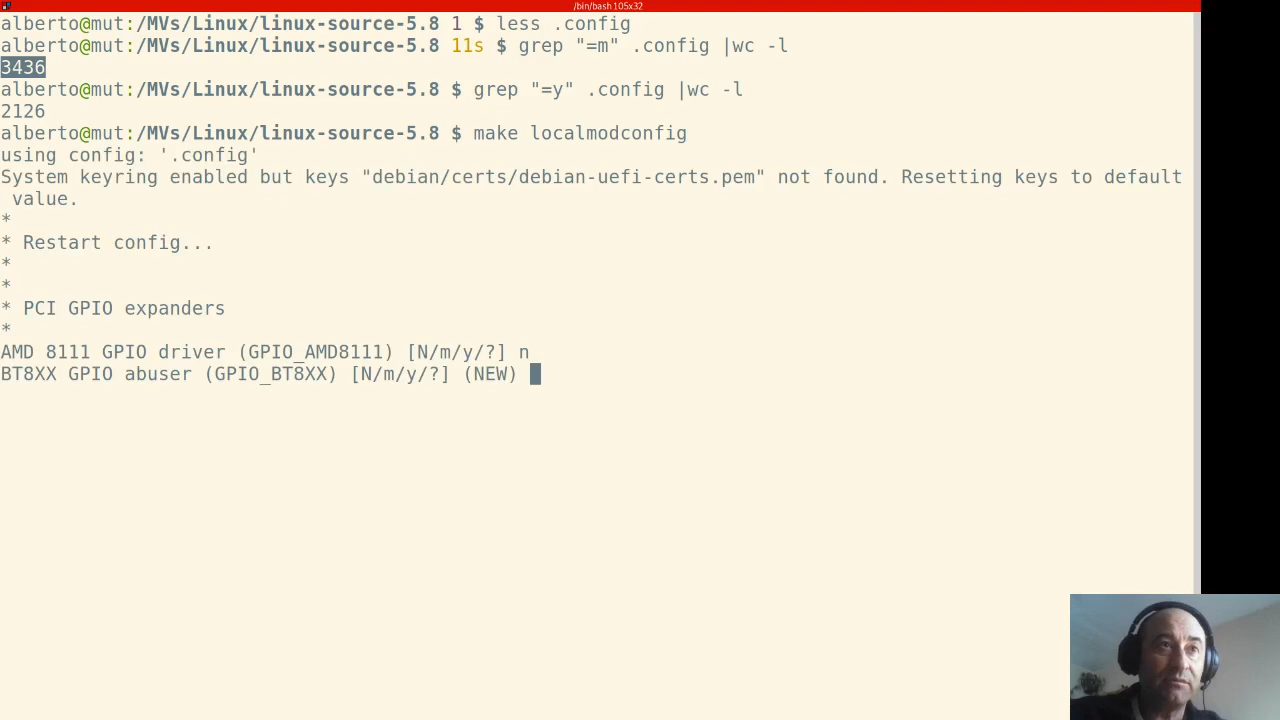 /bin/bash 105x32
alberto@mut:/MVs/Linux/linux-source-5.8 1 $ less .config
alberto@mut:/MVs/Linux/linux-source-5.8 11s $ grep "=m" .config |wc -l
3436
alberto@mut:/MVs/Linux/linux-source-5.8 $ grep "=y" .config |wc -l
2126
alberto@mut:/MVs/Linux/linux-source-5.8 $ make localmodconfig
using config: '.config'
System keyring enabled but keys "debian/certs/debian-uefi-certs.pem" not found. Resetting keys to default
 value.
*
* Restart config...
*
*
* PCI GPIO expanders
*
AMD 8111 GPIO driver (GPIO_AMD8111) [N/m/y/?] n
BT8XX GPIO abuser (GPIO_BT8XX) [N/m/y/?] (NEW)